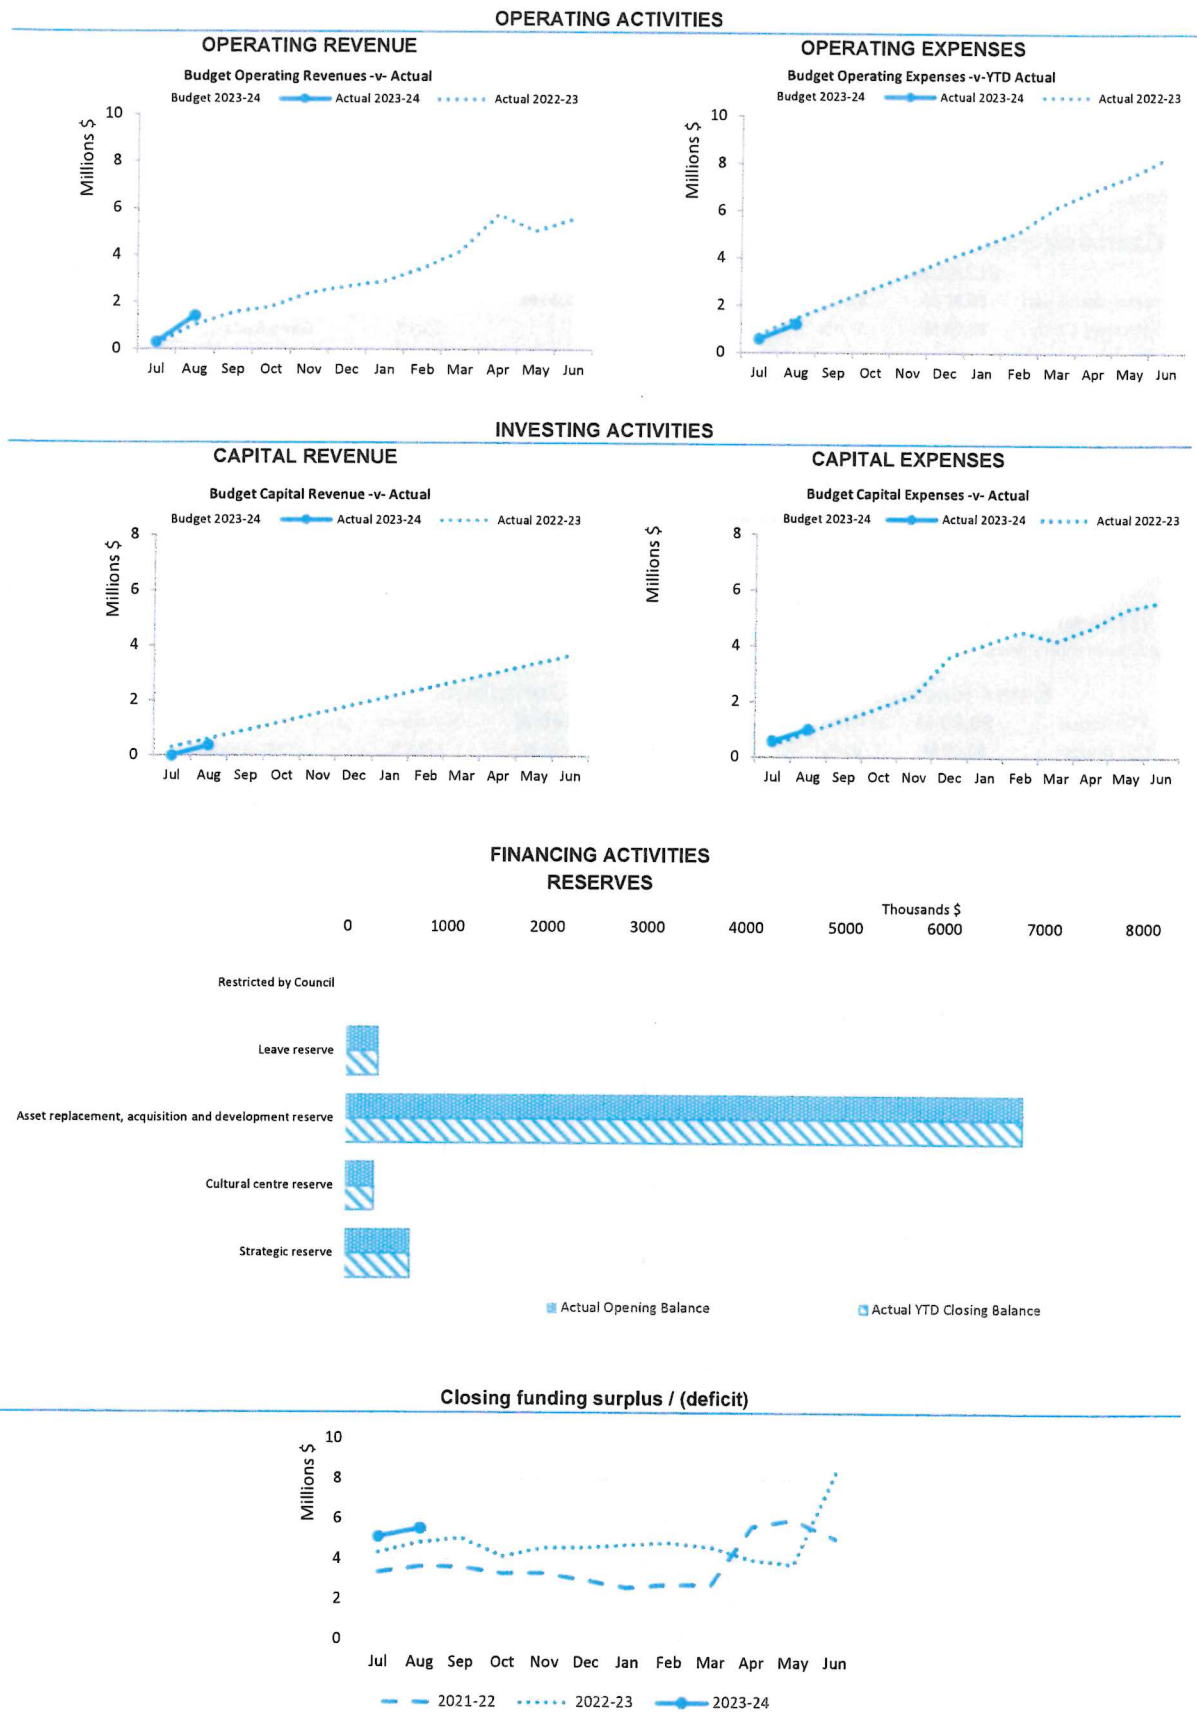 OPERATING ACTIVITIES
OPERATING REVENUE
Budget Operating Revenues -v- Actual
Budget 2023-24 Actual 2023-24 Actual 2022-23
Millions $
10
8
6
4
2
0
Jul Aug Sep Oct Nov Dec Jan Feb Mar Apr May Jun
OPERATING EXPENSES
Budget Operating Expenses -v-YTD Actual
Budget 2023-24 Actual 2023-24 Actual 2022-23
Millions $
10
8
6
4
2
0
Jul Aug Sep Oct Nov Dec Jan Feb Mar Apr May Jun
INVESTING ACTIVITIES
CAPITAL REVENUE
Budget Capital Revenue -v- Actual
Budget 2023-24 Actual 2023-24 Actual 2022-23
Millions $
8
6
4
2
0
Jul Aug Sep Oct Nov Dec Jan Feb Mar Apr May Jun
CAPITAL EXPENSES
Budget Capital Expenses -v- Actual
Budget 2023-24 Actual 2023-24 Actual 2022-23
Millions $
8
6
4
2
0
Jul Aug Sep Oct Nov Dec Jan Feb Mar Apr May Jun
FINANCING ACTIVITIES
RESERVES
Thousands $
0 1000 2000 3000 4000 5000 6000 7000 8000
Restricted by Council
Leave reserve
Asset replacement, acquisition and development reserve
Cultural centre reserve
Strategic reserve
Actual Opening Balance Actual YTD Closing Balance
Closing funding surplus / (deficit)
Millions $
10
8
6
4
2
0
Jul Aug Sep Oct Nov Dec Jan Feb Mar Apr May Jun
2021-22 2022-23 2023-24